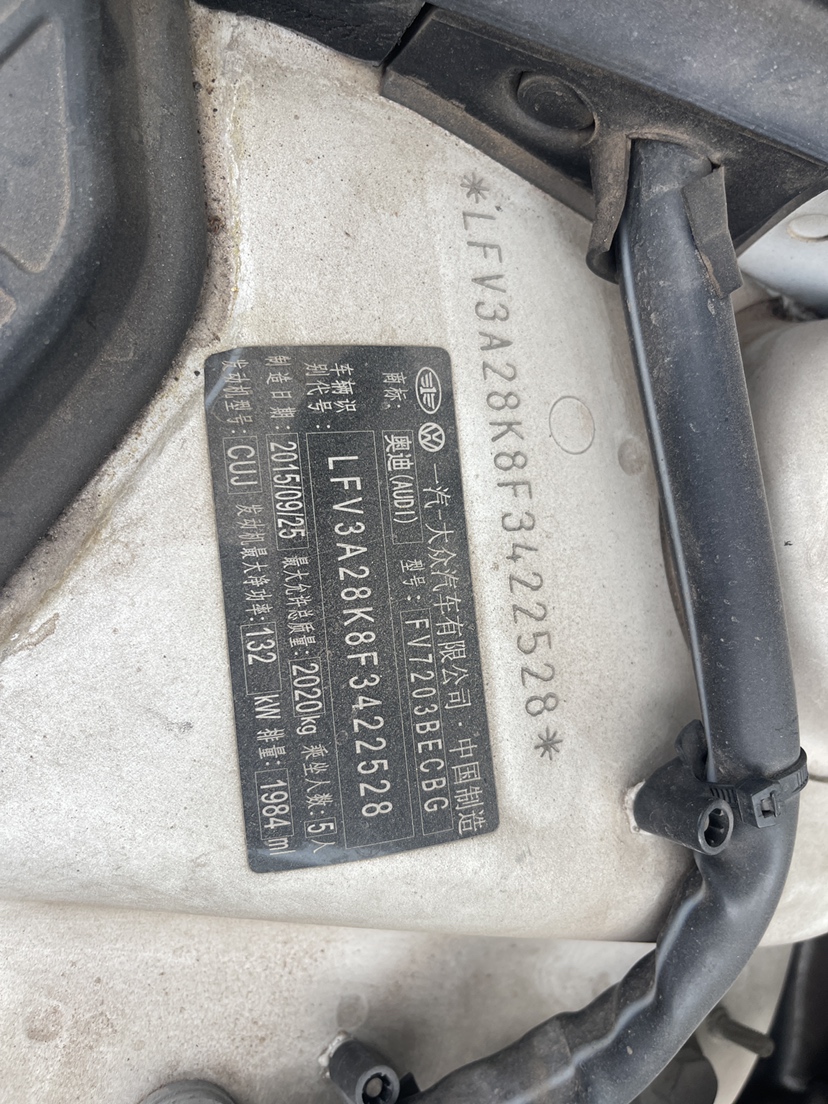 *LFV3A28K8F3422528*
一汽-大众汽车有限公司·中国制造
商标: 奥迪(AUDI) 型号: FV7203BECBG
车辆识别代号: LFV3A28K8F3422528
制造日期: 2015/09/25 最大允许总质量: 2020kg 乘坐人数: 5人
发动机型号: CUJ 发动机最大净功率: 132 kW 排量: 1984 ml